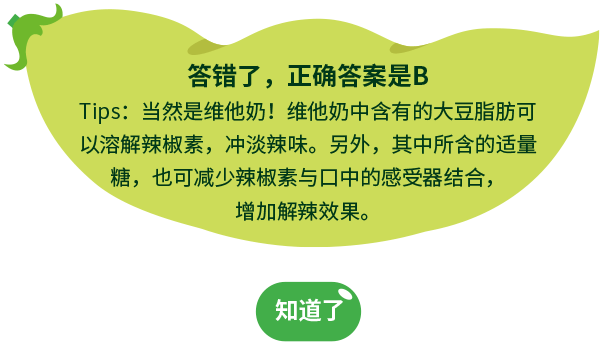 答错了，正确答案是B
Tips：当然是维他奶！维他奶中含有的大豆脂肪可
以溶解辣椒素，冲淡辣味。另外，其中所含的适量
糖，也可减少辣椒素与口中的感受器结合，
增加解辣效果。
知道了